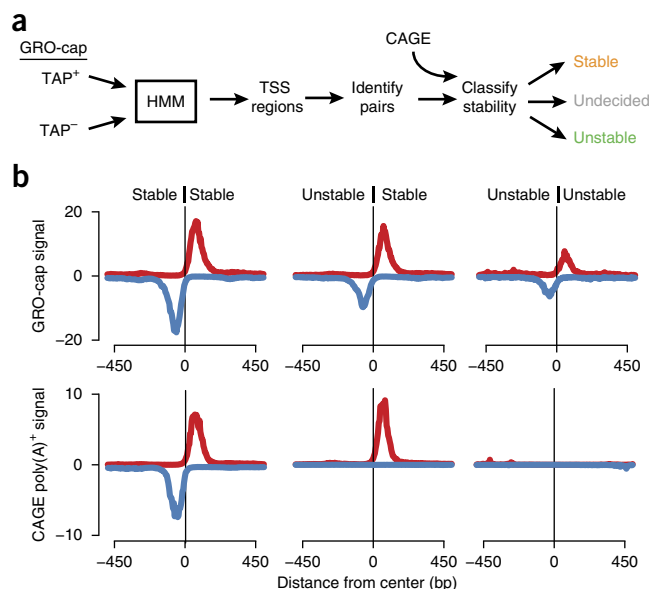 a
GRO-cap
TAP+
TAP−
HMM
TSS
regions
Identify
pairs
CAGE
Classify
stability
Stable
Undecided
Unstable
b
Stable Stable
Unstable Stable
Unstable Unstable
GRO-cap signal
20
0
−20
−450 0 450
−450 0 450
−450 0 450
CAGE poly(A)+ signal
10
0
−10
−450 0 450
−450 0 450
−450 0 450
Distance from center (bp)